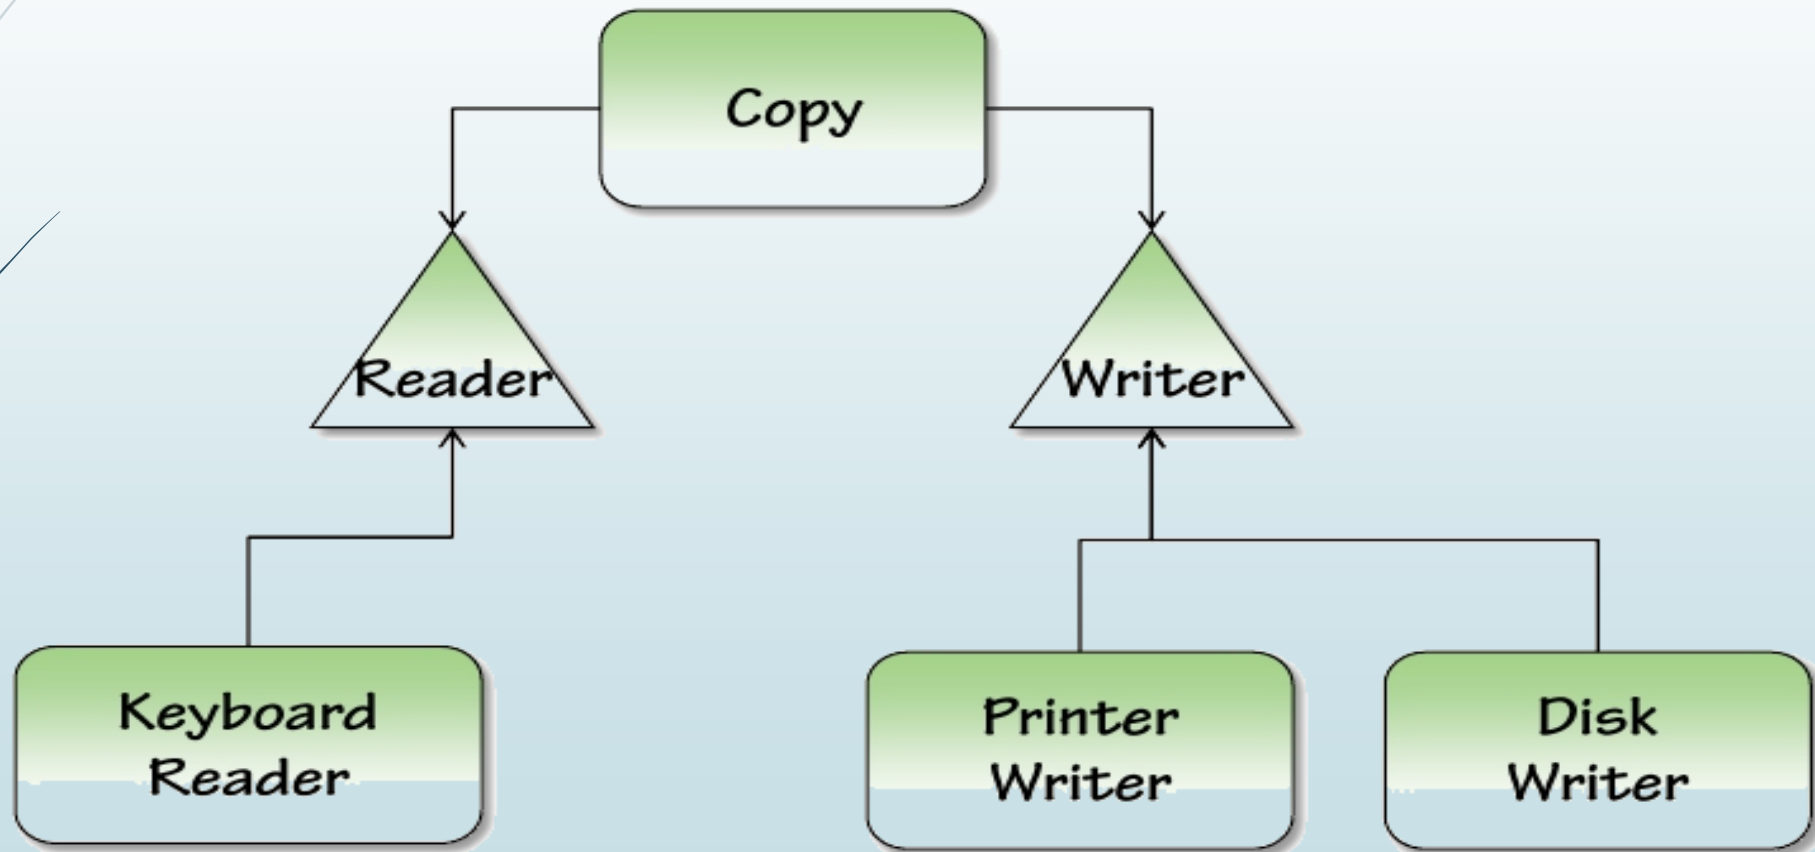 Copy
Reader
Writer
Keyboard
Reader
Printer
Writer
Disk
Writer